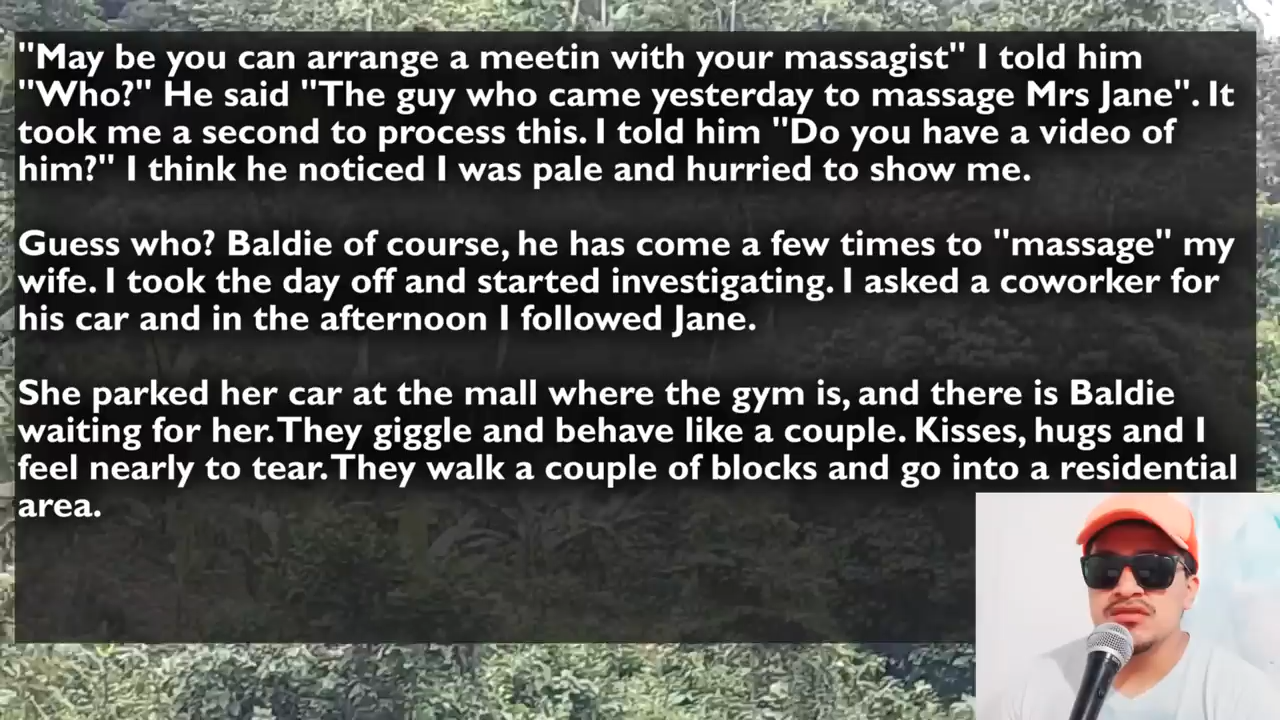 "May be you can arrange a meetin with your massagist" I told him
"Who?" He said "The guy who came yesterday to massage Mrs Jane". It
took me a second to process this. I told him "Do you have a video of
him?" I think he noticed I was pale and hurried to show me.
Guess who? Baldie of course, he has come a few times to "massage" my
wife. I took the day off and started investigating. I asked a coworker for
his car and in the afternoon I followed Jane.
She parked her car at the mall where the gym is, and there is Baldie
waiting for her. They giggle and behave like a couple. Kisses, hugs and I
feel nearly to tear. They walk a couple of blocks and go into a residential
area.